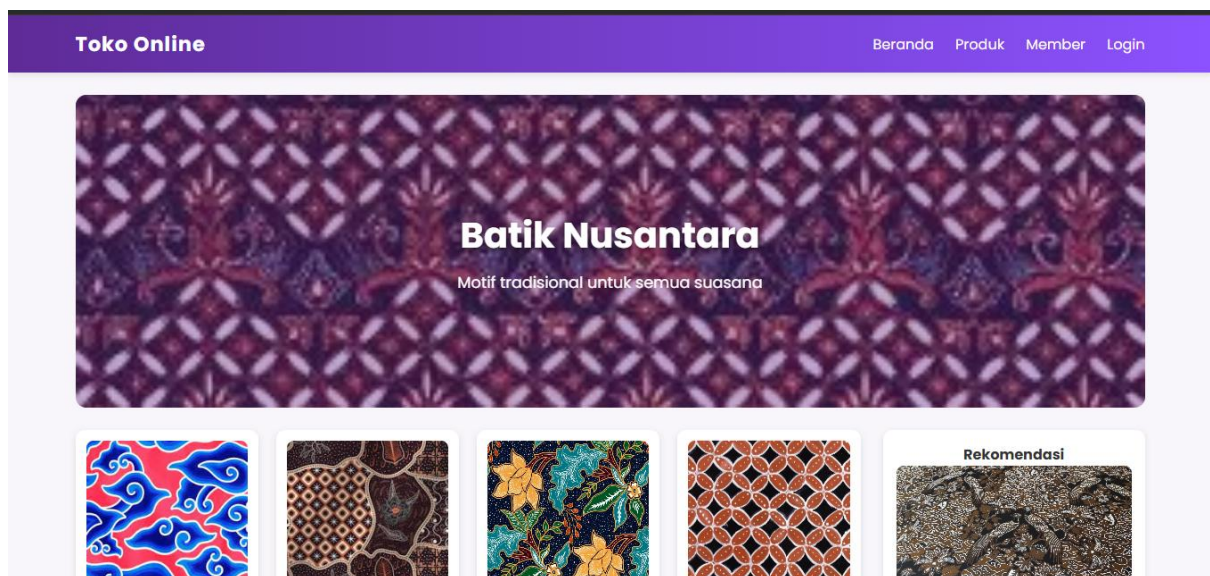 Toko Online
Beranda Produk Member Login
Batik Nusantara
Motif tradisional untuk semua suasana
Rekomendasi